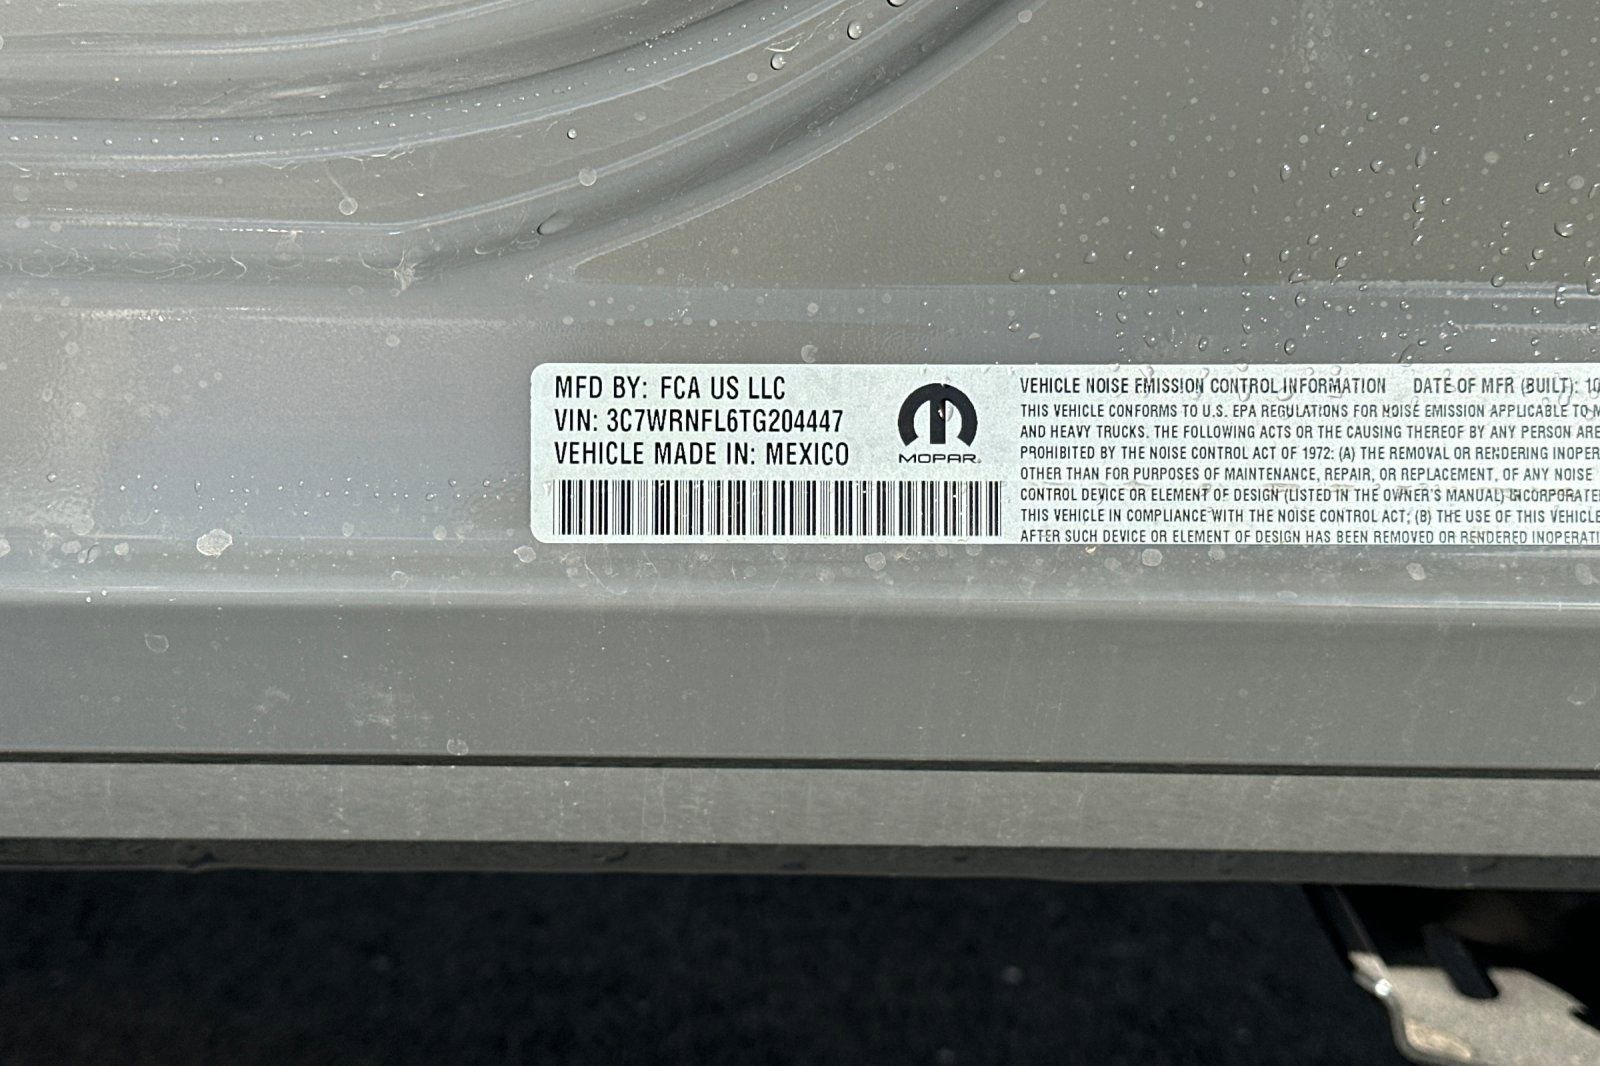 MFD BY: FCA US LLC
VIN: 3C7WRNFL6TG204447
VEHICLE MADE IN: MEXICO
MOPAR
VEHICLE NOISE EMISSION CONTROL INFORMATION DATE OF MFR (BUILT): 10
THIS VEHICLE CONFORMS TO U.S. EPA REGULATIONS FOR NOISE EMISSION APPLICABLE TO
AND HEAVY TRUCKS. THE FOLLOWING ACTS OR THE CAUSING THEREOF BY ANY PERSON ARE
PROHIBITED BY THE NOISE CONTROL ACT OF 1972: (A) THE REMOVAL OR RENDERING INOPER
OTHER THAN FOR PURPOSES OF MAINTENANCE, REPAIR, OR REPLACEMENT, OF ANY NOISE
CONTROL DEVICE OR ELEMENT OF DESIGN (LISTED IN THE OWNER'S MANUAL) INCORPORATE
THIS VEHICLE IN COMPLIANCE WITH THE NOISE CONTROL ACT; (B) THE USE OF THIS VEHICLE
AFTER SUCH DEVICE OR ELEMENT OF DESIGN HAS BEEN REMOVED OR RENDERED INOPERATI